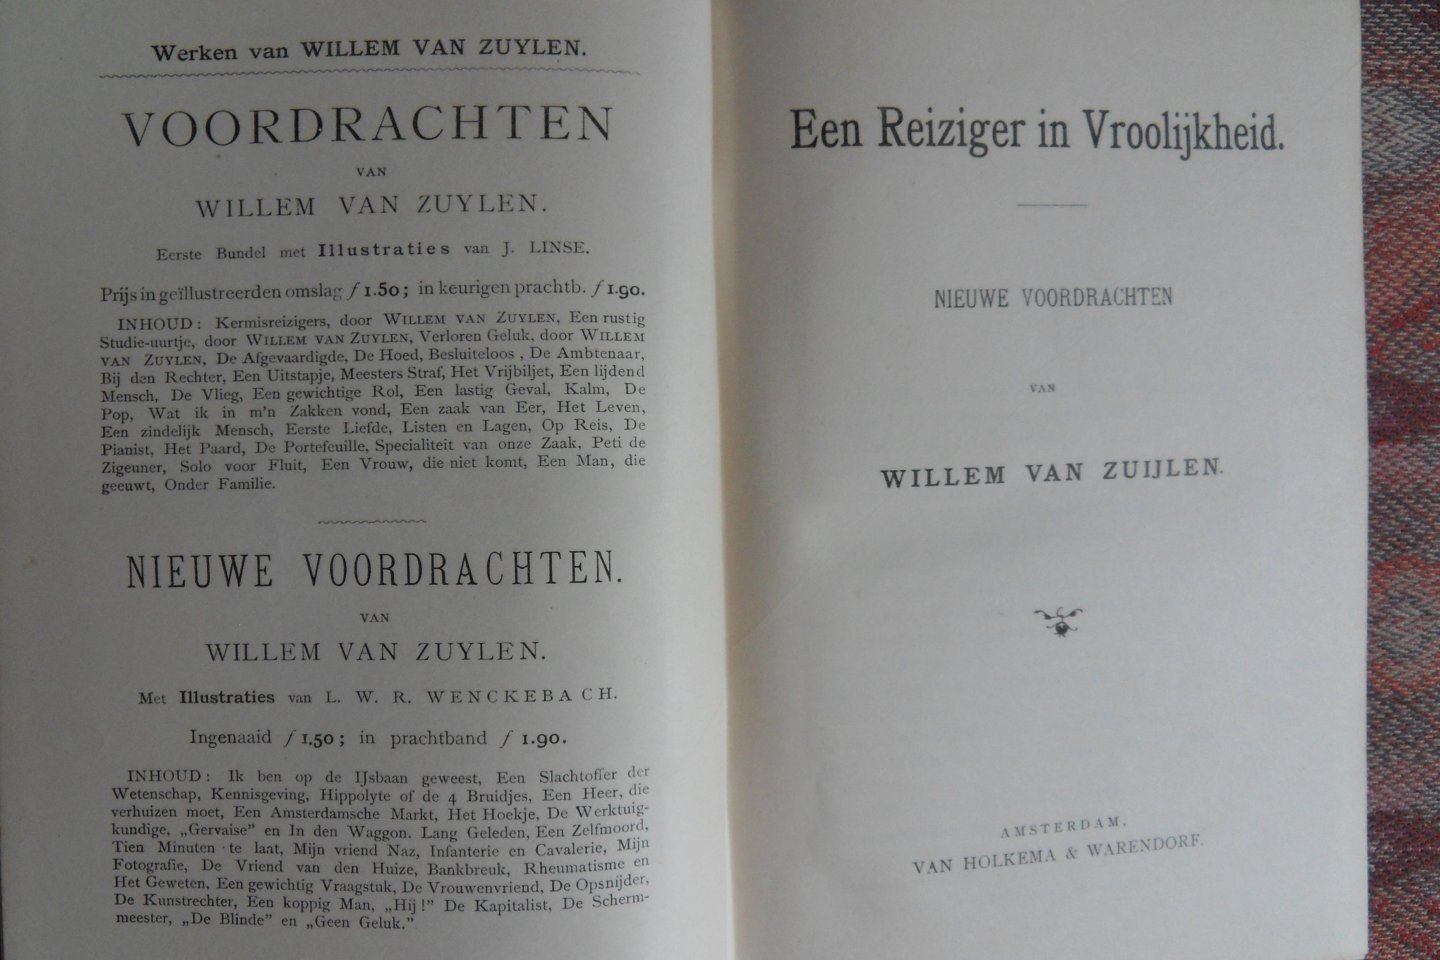 Werken van WILLEM VAN ZUYLEN.
VOORDRACHTEN
VAN
WILLEM VAN ZUYLEN.
Eerste Bundel met Illustraties van J. LINSE.
Prijs in geïllustreerden omslag ƒ 1.50; in keurigen prachtb. ƒ 1.90.
INHOUD: Kermisreizigers, door WILLEM VAN ZUYLEN, Een rustig
Studie-uurtje, door WILLEM VAN ZUYLEN, Verloren Geluk, door WILLEM
VAN ZUYLEN, De Afgevaardigde, De Hoed, Besluiteloos, De Ambtenaar,
Bij den Rechter, Een Uitstapje, Meesters Straf, Het Vrijbiljet, Een lijdend
Mensch, De Vlieg, Een gewichtige Rol, Een lastig Geval, Kalm, De
Pop, Wat ik in m'n Zakken vond, Een zaak van Eer, Het Leven,
Een zindelijk Mensch, Eerste Liefde, Listen en Lagen, Op Reis, De
Pianist, Het Paard, De Portefeuille, Specialiteit van onze Zaak, Peti de
Zigeuner, Solo voor Fluit, Een Vrouw, die niet komt, Een Man, die
geeuwt, Onder Familie.
NIEUWE VOORDRACHTEN.
VAN
WILLEM VAN ZUYLEN.
Met Illustraties van L. W. R. WENCKEBACH.
Ingenaaid ƒ 1.50; in prachtband ƒ 1.90.
INHOUD: Ik ben op de IJsbaan geweest, Een Slachtoffer der
Wetenschap, Kennisgeving, Hippolyte of de 4 Bruidjes, Een Heer, die
verhuizen moet, Een Amsterdamsche Markt, Het Hoekje, De Werktuig-
kundige, „Gervaise” en In den Waggon. Lang Geleden, Een Zelfmoord,
Tien Minuten te laat, Mijn vriend Naz, Infanterie en Cavalerie, Mijn
Fotografie, De Vriend van den Huize, Bankbreuk, Rheumatisme en
Het Geweten, Een gewichtig Vraagstuk, De Vrouwenvriend, De Opsnijder,
De Kunstrechter, Een koppig Man, „Hij!” De Kapitalist, De Scherm-
meester, „De Blinde” en „Geen Geluk.”
Een Reiziger in Vroolijkheid.
NIEUWE VOORDRACHTEN
VAN
WILLEM VAN ZUIJLEN.
AMSTERDAM.
VAN HOLKEMA & WARENDORF.